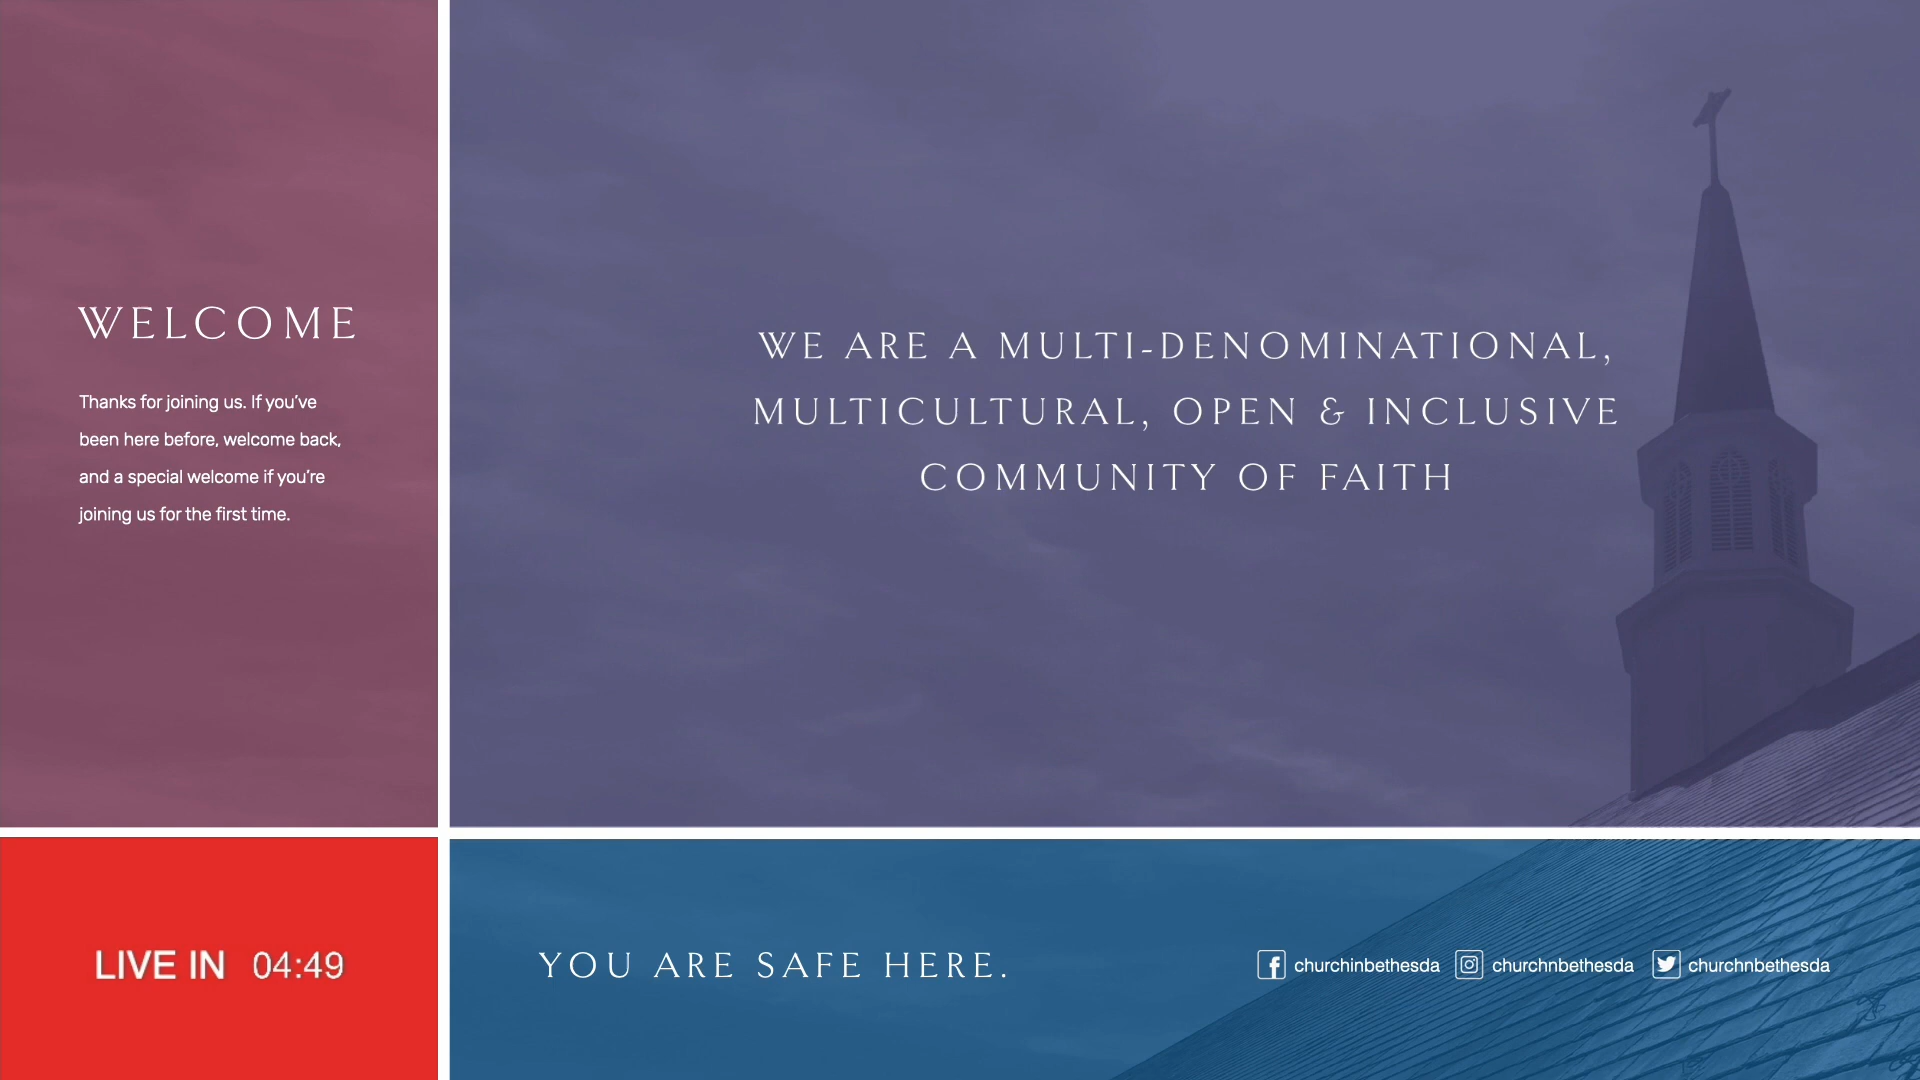 WELCOME
Thanks for joining us. If you’ve
been here before, welcome back,
and a special welcome if you’re
joining us for the first time.
WE ARE A MULTI-DENOMINATIONAL,
MULTICULTURAL, OPEN & INCLUSIVE
COMMUNITY OF FAITH
LIVE IN 04:49
YOU ARE SAFE HERE.
churchinbethesda churchnbethesda churchnbethesda